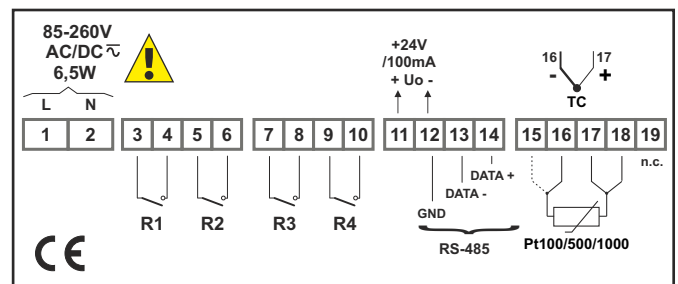 85-260V
AC/DC
6,5W
L N
+24V
/100mA
+ Uo -
16 17
- +
TC
1 2 3 4 5 6 7 8 9 10 11 12 13 14 15 16 17 18 19
n.c.
DATA +
DATA -
GND
R1 R2 R3 R4
RS-485
Pt100/500/1000
CE